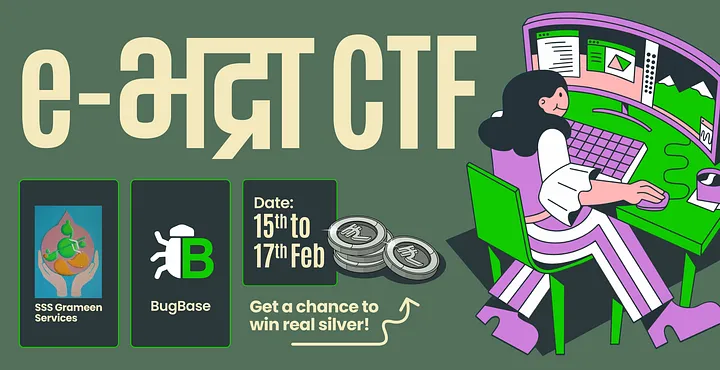 e-भद्रा CTF
SSS Grameen
Services
B
BugBase
Date:
15th to
17th Feb
Get a chance to
win real silver!